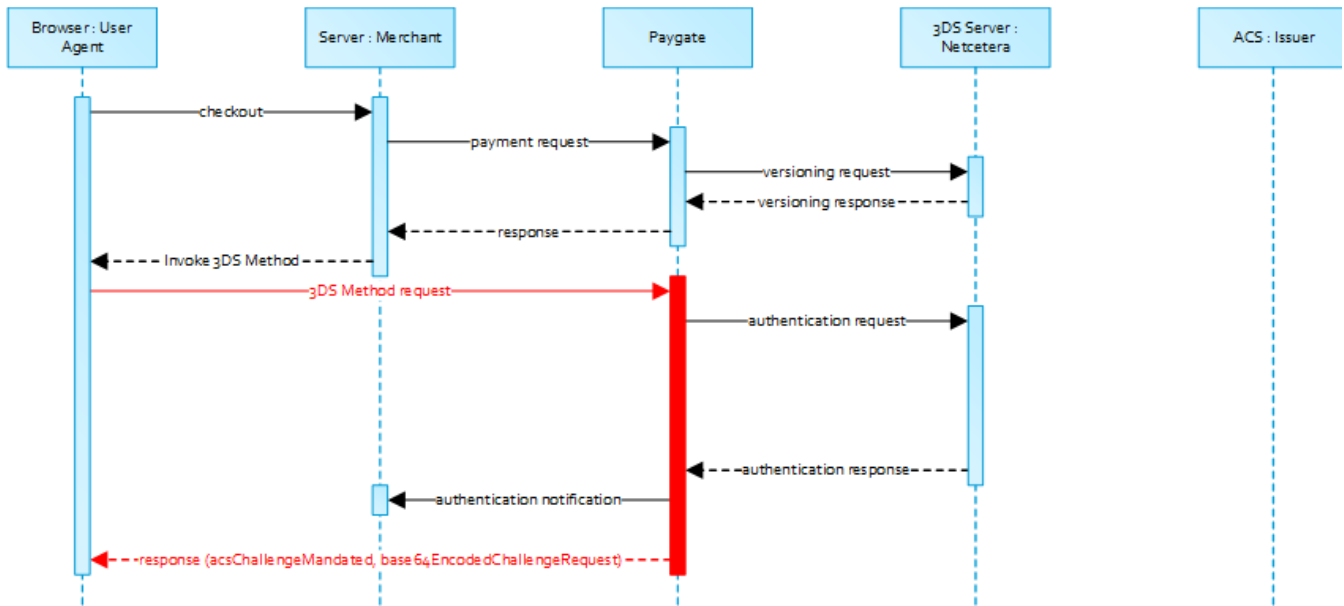 Browser : User
Agent
Server : Merchant
Paygate
3DS Server :
Netcetera
ACS : Issuer
checkout
payment request
versioning request
versioning response
response
Invoke 3DS Method
3DS Method request
authentication request
authentication response
authentication notification
response (acsChallengeMandated, base64EncodedChallengeRequest)